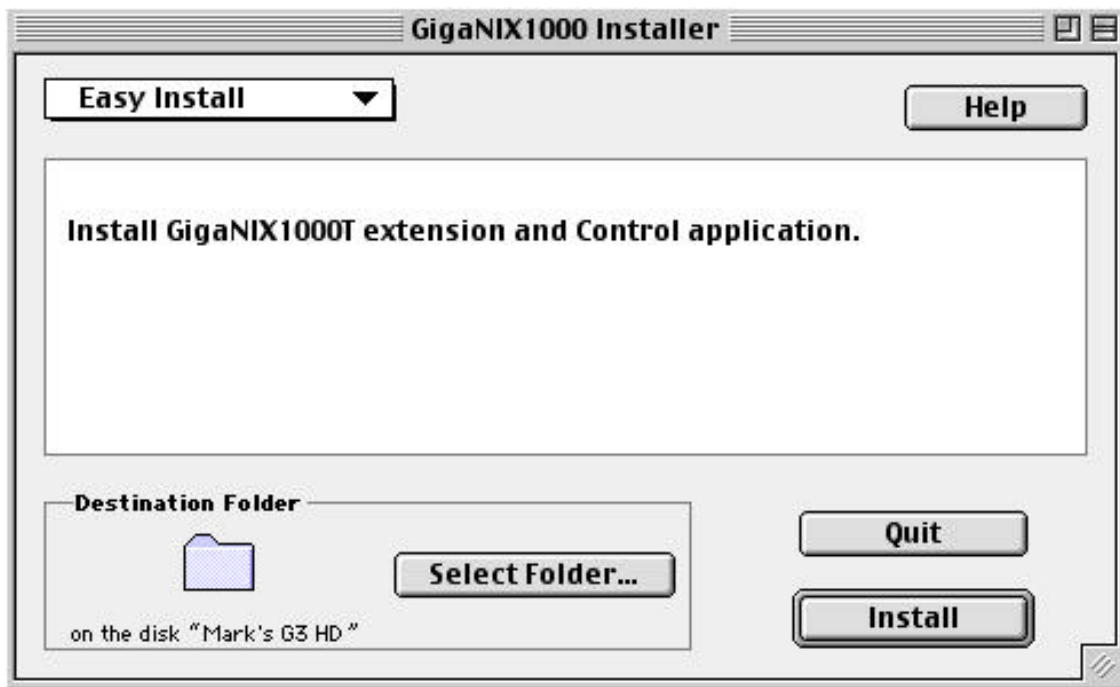 GigaNIX1000 Installer
Easy Install
Help
Install GigaNIX1000T extension and Control application.
Destination Folder
Select Folder...
on the disk "Mark's G3 HD"
Quit
Install